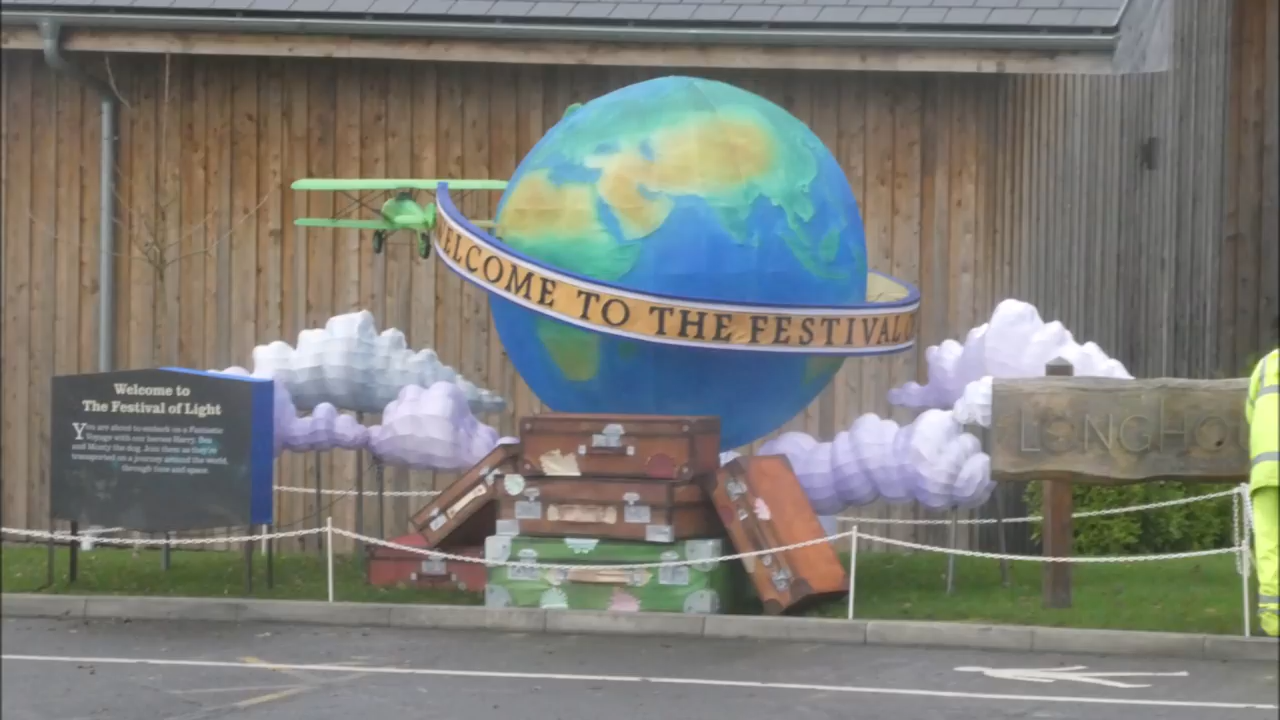 WELCOME TO THE FESTIVAL
Welcome to
The Festival of Light
You are about to embark on a Fantastic
Voyage with our heroes Harry, Bea
and Monty the dog. Join them as they're
transported on a journey around the world,
through time and space
LONGHO